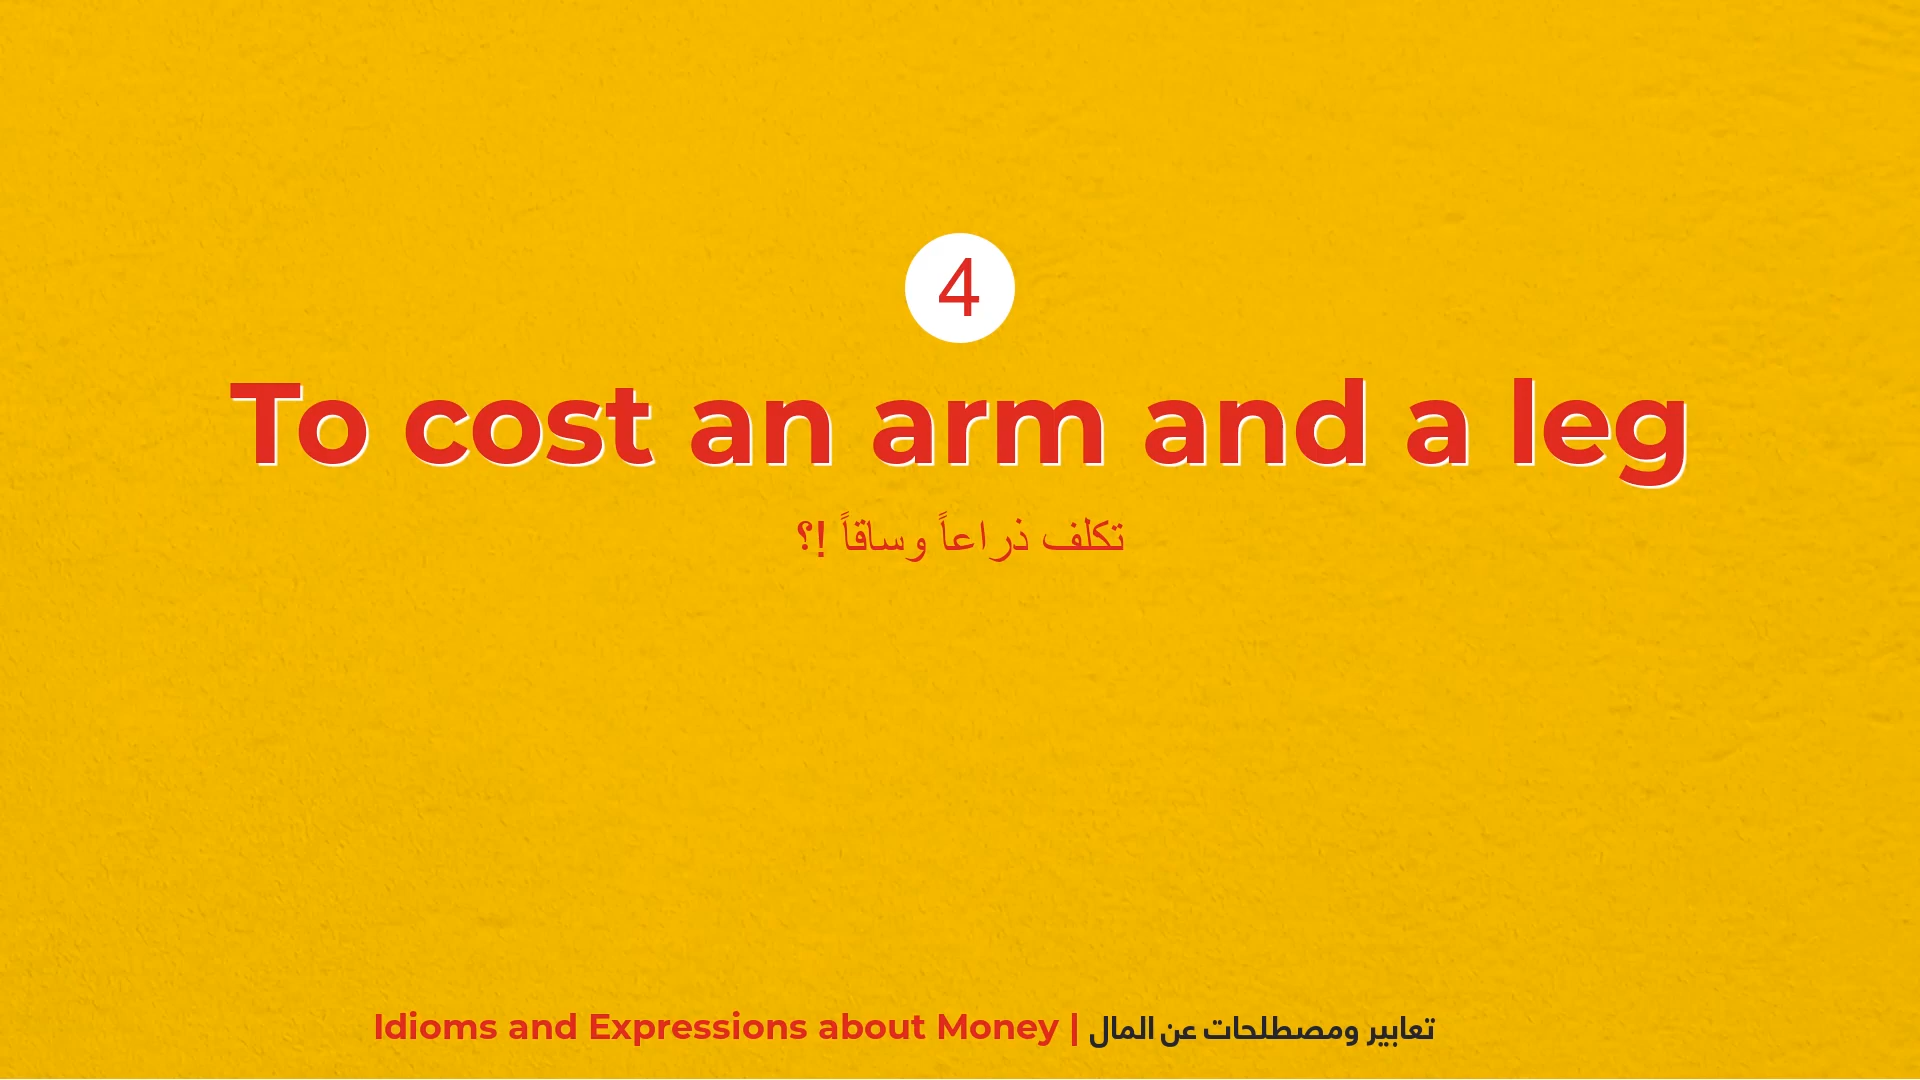 4
To cost an arm and a leg
تكلف ذراعاً وساقاً !؟
Idioms and Expressions about Money | تعابير ومصطلحات عن المال